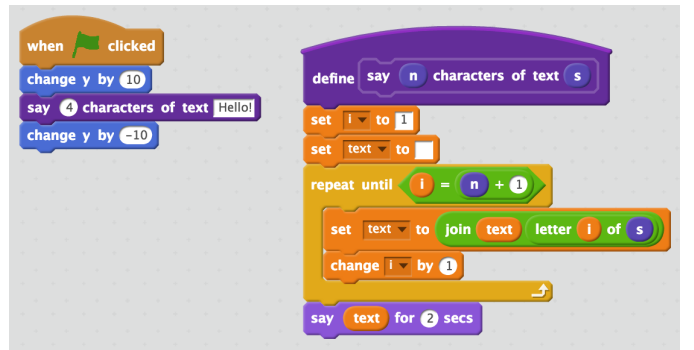 when clicked
change y by 10
say 4 characters of text Hello!
change y by -10
define say n characters of text s
set i to 1
set text to
repeat until i = n + 1
set text to join text letter i of s
change i by 1
say text for 2 secs